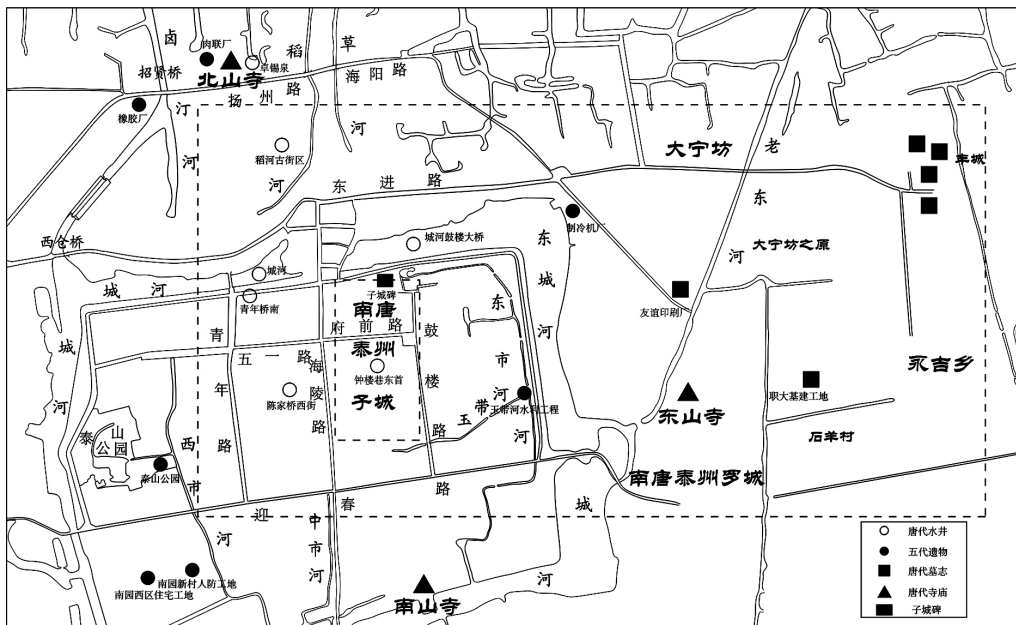 卤汀河
稻河
草河
肉联厂
卓锡泉
招贤桥
北山寺
海阳路
扬州路
橡胶厂
稻河古街区
大宁坊
老东河
丰城
东进路
西仓桥
制冷机厂
城河鼓楼大桥
东城河
大宁坊之原
城河
城河
青年桥南
子城碑
南唐泰州子城
友谊印刷厂
东市河
府前路
鼓楼路
青年路
五一路
海陵路
永吉乡
钟楼巷东首
陈家桥西街
玉带河
玉带河水利工程
东山寺
职大基建工地
城河
石羊村
泰山公园
西市河
泰山公园
南唐泰州罗城
迎春路
中市河
城河
南园新村人防工地
南园西区住宅工地
南山寺
唐代水井
五代遗物
唐代墓志
唐代寺庙
子城碑